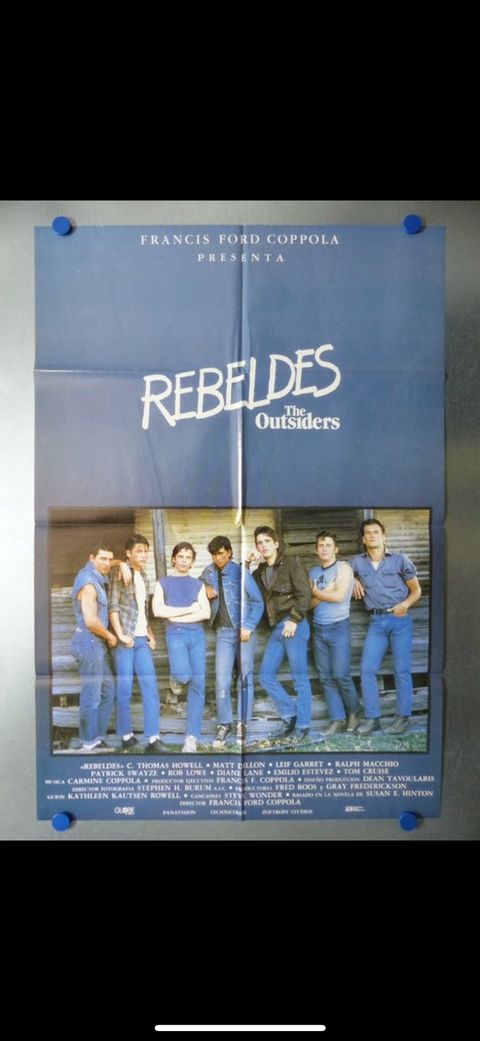 FRANCIS FORD COPPOLA
PRESENTA
REBELDES
The
Outsiders
«REBELDES» C. THOMAS HOWELL • MATT DILLON • LEIF GARRET • RALPH MACCHIO
PATRICK SWAYZE • ROB LOWE • DIANE LANE • EMILIO ESTEVEZ • TOM CRUISE
MUSICA CARMINE COPPOLA • PRODUCTOR EJECUTIVO FRANCIS F. COPPOLA • DISEÑO PRODUCCION DEAN TAVOULARIS
DIRECTOR FOTOGRAFIA STEPHEN H. BURUM A.S.C. • PRODUCTORES FRED ROOS y GRAY FREDERICKSON
GUION KATHLEEN KAUTSEN ROWELL • CANCIONES STEVE WONDER • BASADO EN LA NOVELA DE SUSAN E. HINTON
DIRECTOR FRANCIS FORD COPPOLA
GLOBE PANAVISION TECHNICOLOR ZOETROPE STUDIOS